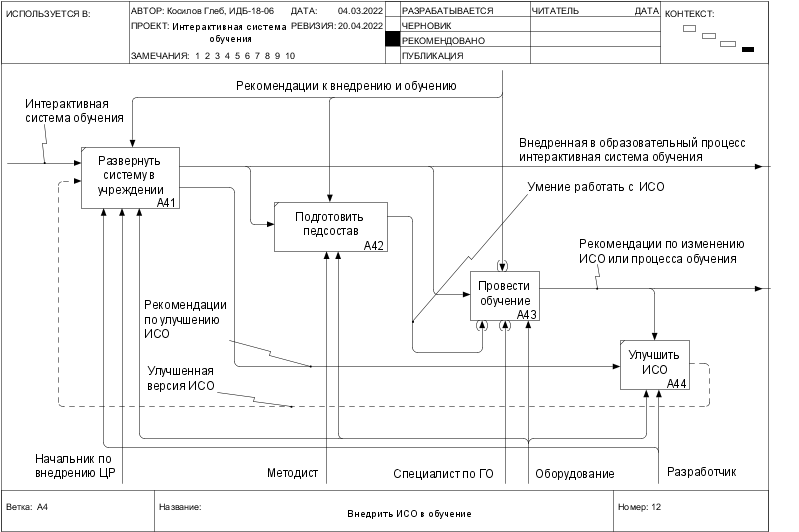 ИСПОЛЬЗУЕТСЯ В:
АВТОР: Косилов Глеб, ИДБ-18-06
ДАТА: 04.03.2022
РАЗРАБАТЫВАЕТСЯ
ЧИТАТЕЛЬ
ДАТА
КОНТЕКСТ:
ПРОЕКТ: Интерактивная система
обучения
РЕВИЗИЯ: 20.04.2022
ЧЕРНОВИК
РЕКОМЕНДОВАНО
ЗАМЕЧАНИЯ: 1 2 3 4 5 6 7 8 9 10
ПУБЛИКАЦИЯ
Рекомендации к внедрению и обучению
Интерактивная
система обучения
Внедренная в образовательный процесс
интерактивная система обучения
Развернуть
систему в
учреждении
A41
Умение работать с ИСО
Подготовить
педсостав
A42
Рекомендации по изменению
ИСО или процесса обучения
Провести
обучение
A43
Рекомендации
по улучшению
ИСО
Улучшить
ИСО
A44
Улучшенная
версия ИСО
Начальник по
внедрению ЦР
Методист
Специалист по ГО
Оборудование
Разработчик
Ветка: A4
Название:
Внедрить ИСО в обучение
Номер: 12